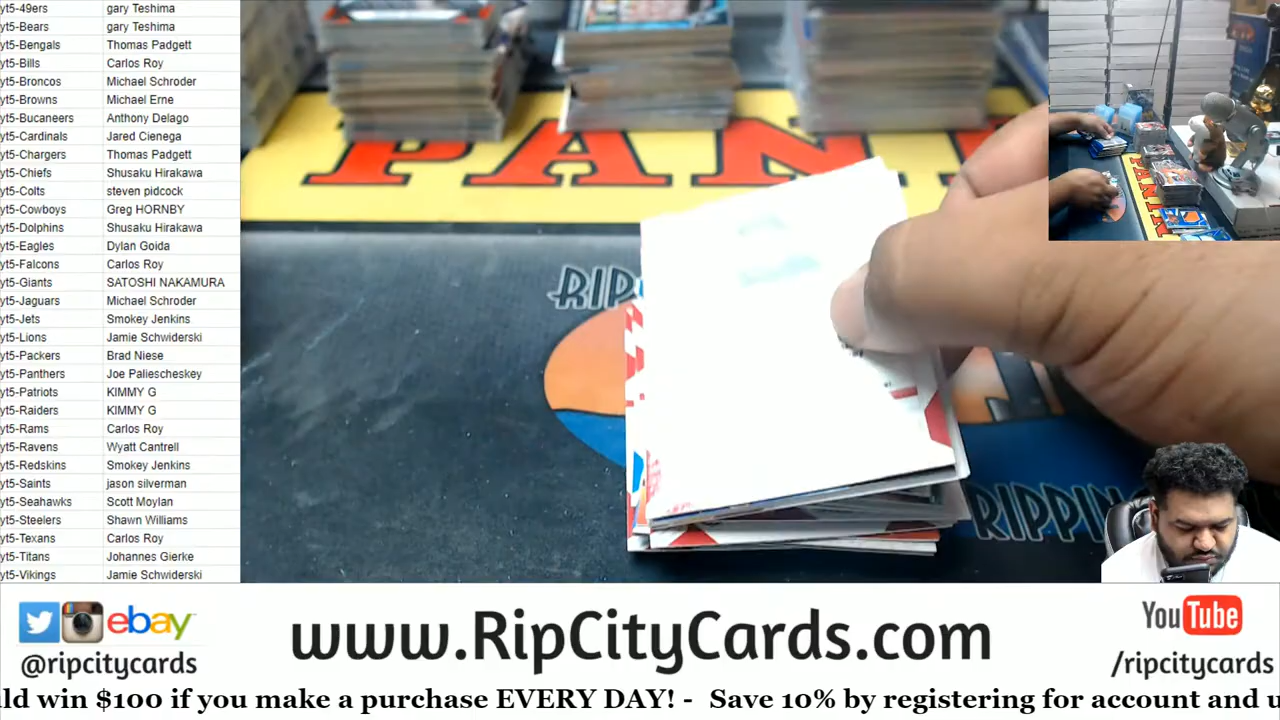 yt5-49ers gary Teshima
yt5-Bears gary Teshima
yt5-Bengals Thomas Padgett
yt5-Bills Carlos Roy
yt5-Broncos Michael Schroder
yt5-Browns Michael Erne
yt5-Bucaneers Anthony Delago
yt5-Cardinals Jared Cienega
yt5-Chargers Thomas Padgett
yt5-Chiefs Shusaku Hirakawa
yt5-Colts steven pidcock
yt5-Cowboys Greg HORNBY
yt5-Dolphins Shusaku Hirakawa
yt5-Eagles Dylan Goida
yt5-Falcons Carlos Roy
yt5-Giants SATOSHI NAKAMURA
yt5-Jaguars Michael Schroder
yt5-Jets Smokey Jenkins
yt5-Lions Jamie Schwiderski
yt5-Packers Brad Niese
yt5-Panthers Joe Paliescheskey
yt5-Patriots KIMMY G
yt5-Raiders KIMMY G
yt5-Rams Carlos Roy
yt5-Ravens Wyatt Cantrell
yt5-Redskins Smokey Jenkins
yt5-Saints jason silverman
yt5-Seahawks Scott Moylan
yt5-Steelers Shawn Williams
yt5-Texans Carlos Roy
yt5-Titans Johannes Gierke
yt5-Vikings Jamie Schwiderski
PANI
RIP
RIPPIN
PANI
ebay
@ripcitycards
www.RipCityCards.com
YouTube
/ripcitycards
ld win $100 if you make a purchase EVERY DAY! - Save 10% by registering for account and u